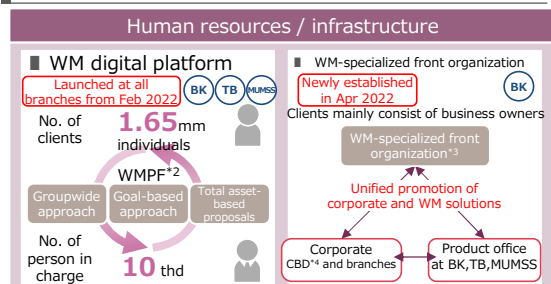 Human resources / infrastructure
■ WM digital platform
Launched at all
branches from Feb 2022
BK TB MUMSS
No. of
clients
1.65mm
individuals
WMPF*2
Groupwide
approach
Goal-based
approach
Total asset-
based
proposals
No. of
person in
charge
10 thd
■ WM-specialized front organization
Newly established
in Apr 2022
BK
Clients mainly consist of business owners
WM-specialized front
organization*3
Unified promotion of
corporate and WM solutions
Corporate
CBD*4 and branches
Product office
at BK,TB,MUMSS